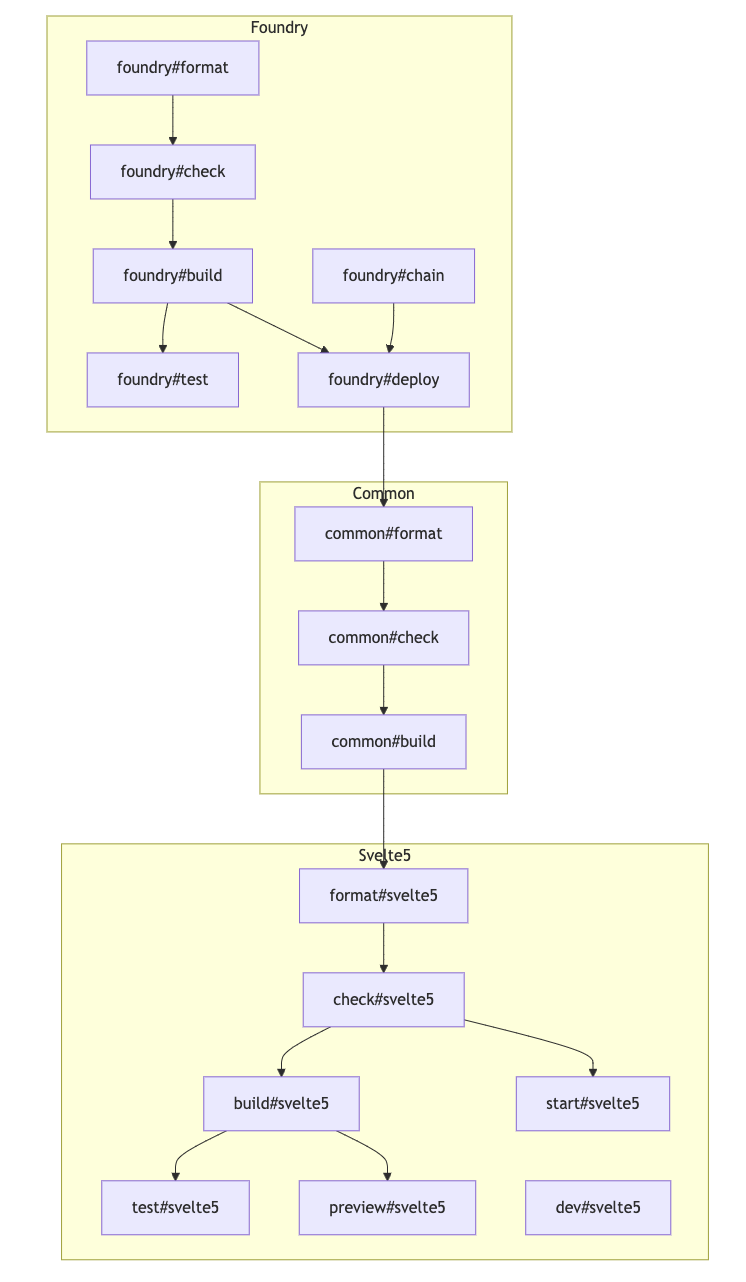 Foundry
foundry#format
foundry#check
foundry#build
foundry#chain
foundry#test
foundry#deploy
Common
common#format
common#check
common#build
Svelte5
format#svelte5
check#svelte5
build#svelte5
start#svelte5
test#svelte5
preview#svelte5
dev#svelte5